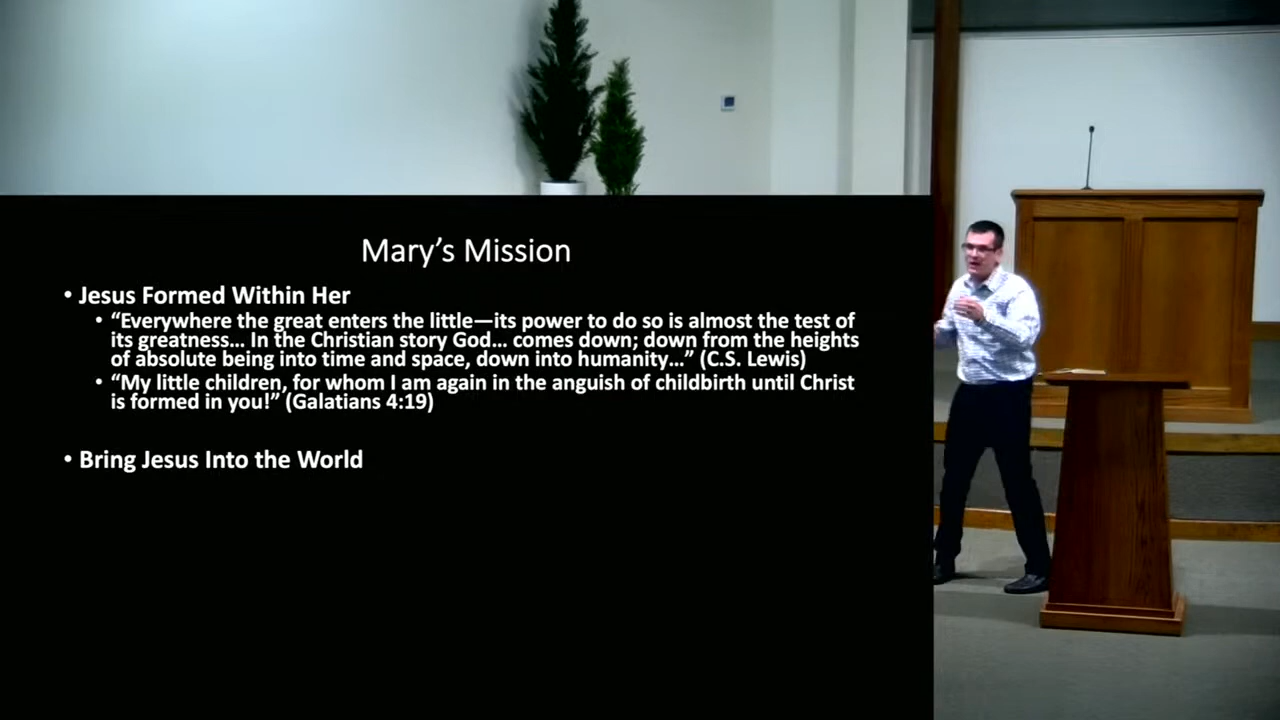 Mary’s Mission
• Jesus Formed Within Her
• “Everywhere the great enters the little—its power to do so is almost the test of
its greatness... In the Christian story God... comes down; down from the heights
of absolute being into time and space, down into humanity...” (C.S. Lewis)
• “My little children, for whom I am again in the anguish of childbirth until Christ
is formed in you!” (Galatians 4:19)
• Bring Jesus Into the World